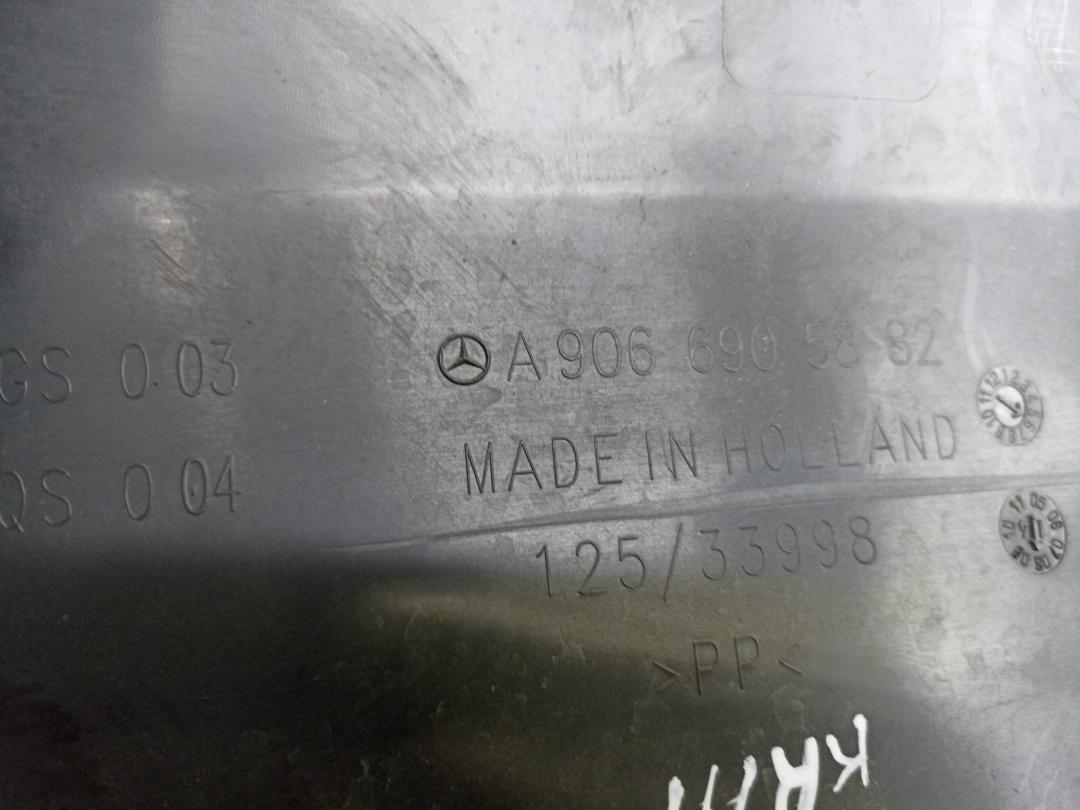 GS 0 03
A 906 690 58 82
QS 0 04
MADE IN HOLLAND
125/33998
>PP<